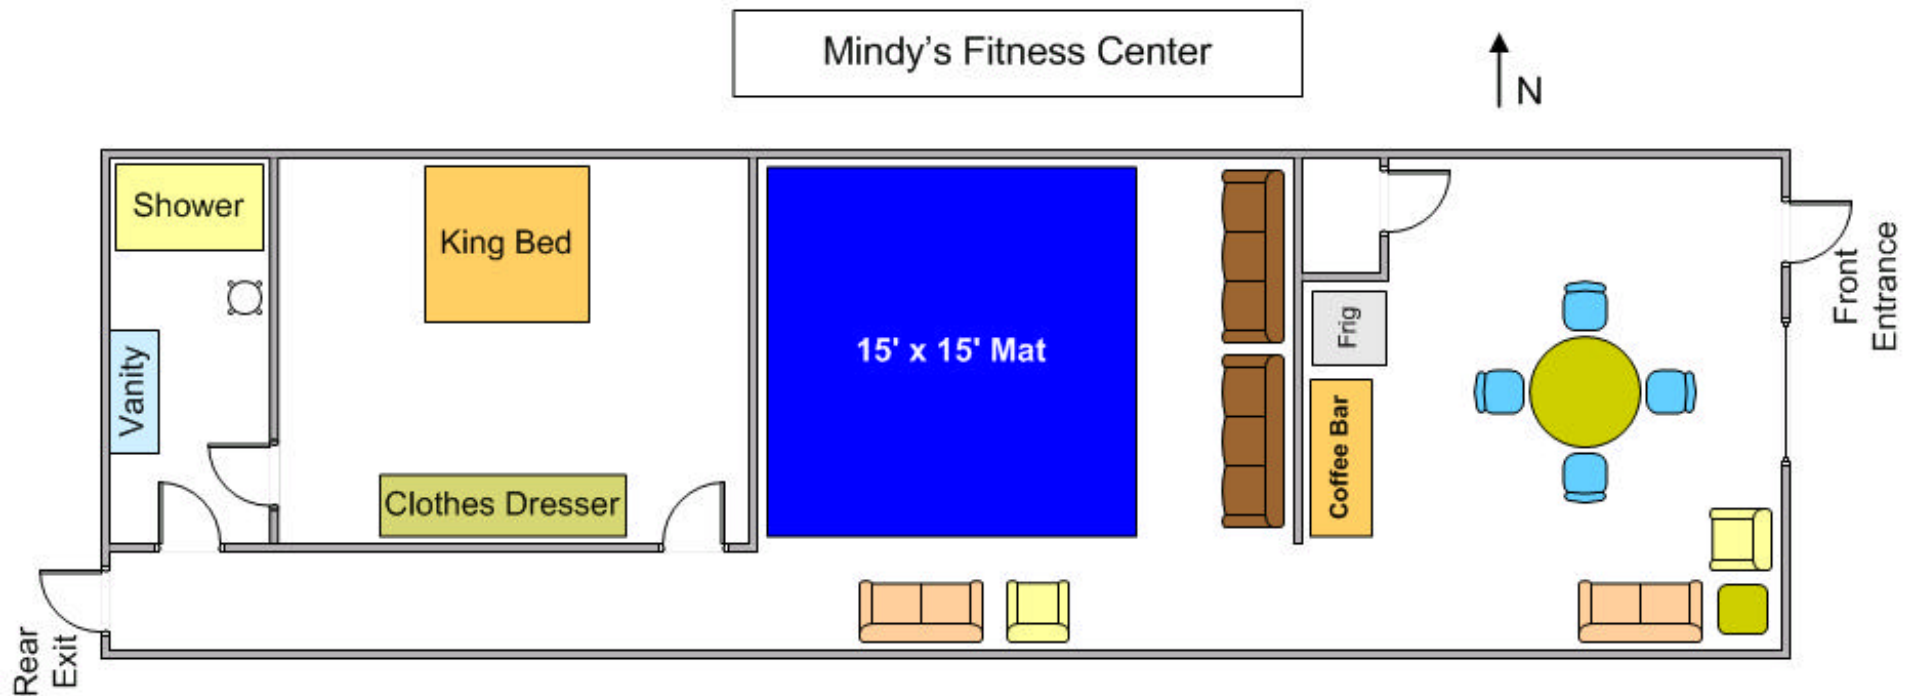 Mindy's Fitness Center
N
Shower
King Bed
15' x 15' Mat
Frig
Front
Entrance
Vanity
Coffee Bar
Clothes Dresser
Rear
Exit